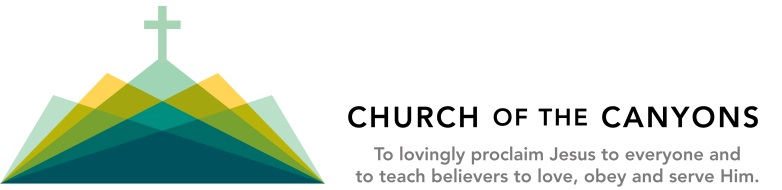 CHURCH OF THE CANYONS
To lovingly proclaim Jesus to everyone and
to teach believers to love, obey and serve Him.